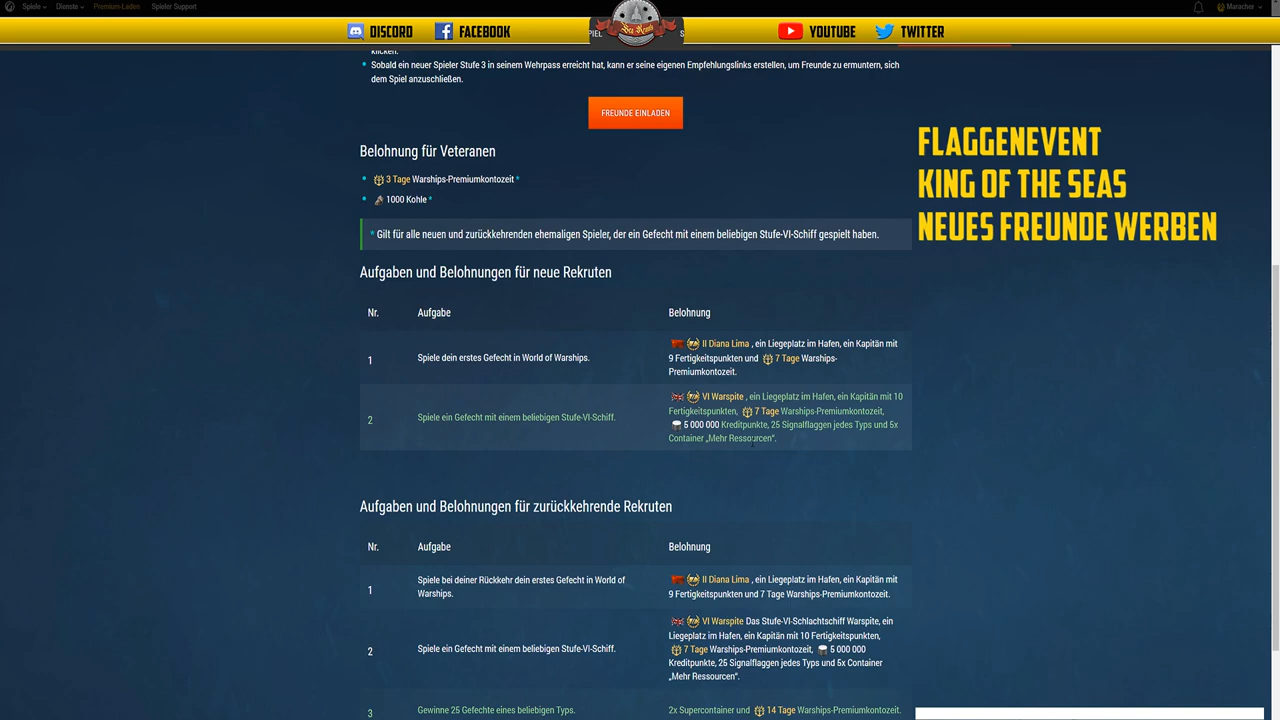 Spiele Dienste Premium-Laden Spieler Support Maracher
DISCORD FACEBOOK Sea Rents YOUTUBE TWITTER
klicken.
Sobald ein neuer Spieler Stufe 3 in seinem Wehrpass erreicht hat, kann er seine eigenen Empfehlungslinks erstellen, um Freunde zu ermuntern, sich
dem Spiel anzuschließen.
FREUNDE EINLADEN
FLAGGENEVENT
KING OF THE SEAS
NEUES FREUNDE WERBEN
Belohnung für Veteranen
3 Tage Warships-Premiumkontozeit *
1000 Kohle *
* Gilt für alle neuen und zurückkehrenden ehemaligen Spieler, der ein Gefecht mit einem beliebigen Stufe-VI-Schiff gespielt haben.
Aufgaben und Belohnungen für neue Rekruten
Nr. Aufgabe Belohnung
1 Spiele dein erstes Gefecht in World of Warships. II Diana Lima , ein Liegeplatz im Hafen, ein Kapitän mit
9 Fertigkeitspunkten und 7 Tage Warships-
Premiumkontozeit.
2 Spiele ein Gefecht mit einem beliebigen Stufe-VI-Schiff. VI Warspite , ein Liegeplatz im Hafen, ein Kapitän mit 10
Fertigkeitspunkten, 7 Tage Warships-Premiumkontozeit,
5 000 000 Kreditpunkte, 25 Signalflaggen jedes Typs und 5x
Container „Mehr Ressourcen“.
Aufgaben und Belohnungen für zurückkehrende Rekruten
Nr. Aufgabe Belohnung
1 Spiele bei deiner Rückkehr dein erstes Gefecht in World of
Warships.
II Diana Lima , ein Liegeplatz im Hafen, ein Kapitän mit
9 Fertigkeitspunkten und 7 Tage Warships-Premiumkontozeit.
2 Spiele ein Gefecht mit einem beliebigen Stufe-VI-Schiff. VI Warspite Das Stufe-VI-Schlachtschiff Warspite, ein
Liegeplatz im Hafen, ein Kapitän mit 10 Fertigkeitspunkten,
7 Tage Warships-Premiumkontozeit, 5 000 000
Kreditpunkte, 25 Signalflaggen jedes Typs und 5x Container
„Mehr Ressourcen“.
3 Gewinne 25 Gefechte eines beliebigen Typs. 2x Supercontainer und 14 Tage Warships-Premiumkontozeit.